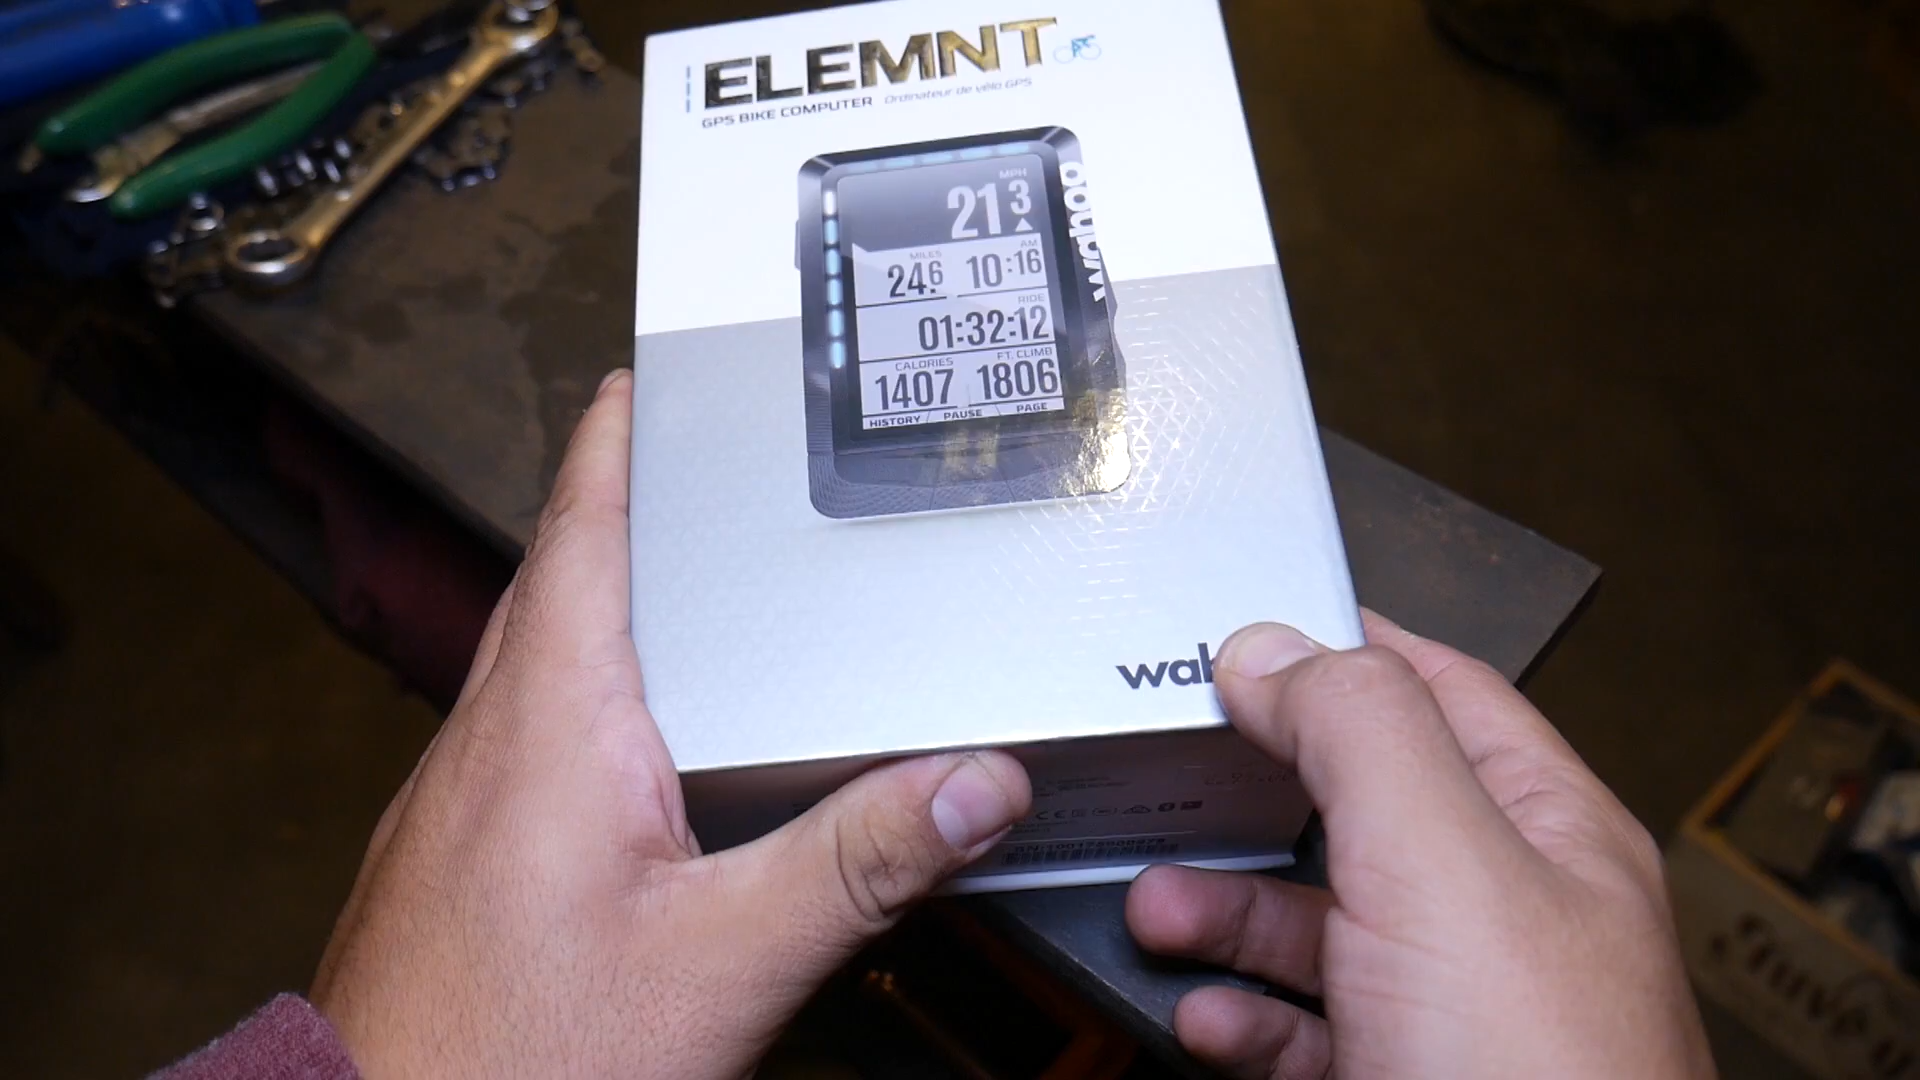 ELEMNT
GPS BIKE COMPUTER Ordinateur de vélo GPS
wahoo
MPH
21 3
MILES AM
24.6 10:16
RIDE
01:32:12
CALORIES FT. CLIMB
1407 1806
HISTORY PAUSE PAGE
wah